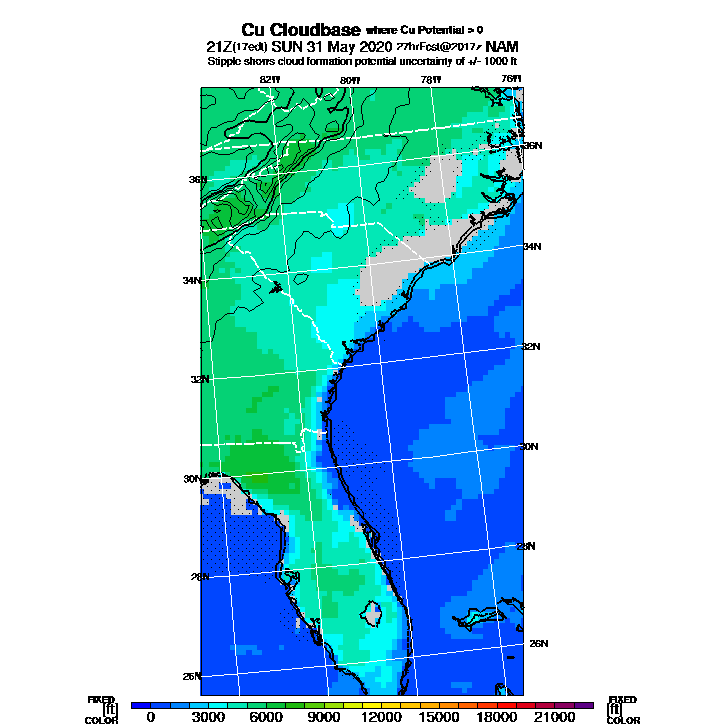 Cu Cloudbase where Cu Potential > 0
21Z(17edt) SUN 31 May 2020 27hrFcst@2017z NAM
Stipple shows cloud formation potential uncertainty of +/- 1000 ft
82W 80W 78W 76W
36N
36N
34N
34N
32N
32N
30N
30N
28N
28N
26N
26N
FIXED FIXED
[ft] 0 3000 6000 9000 12000 15000 18000 21000 [ft]
COLOR COLOR